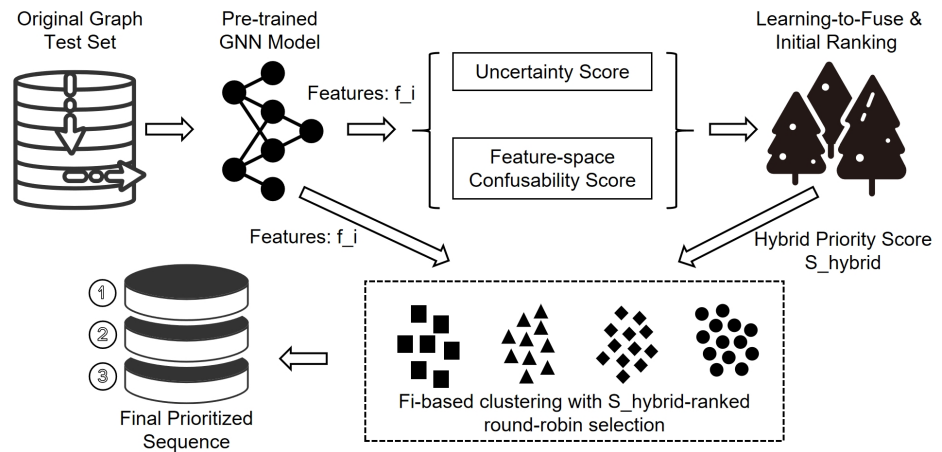 Original Graph
Test Set
Pre-trained
GNN Model
Learning-to-Fuse &
Initial Ranking
Features: f_i
Uncertainty Score
Feature-space
Confusability Score
Features: f_i
Hybrid Priority Score
S_hybrid
1
2
3
Fi-based clustering with S_hybrid-ranked
round-robin selection
Final Prioritized
Sequence